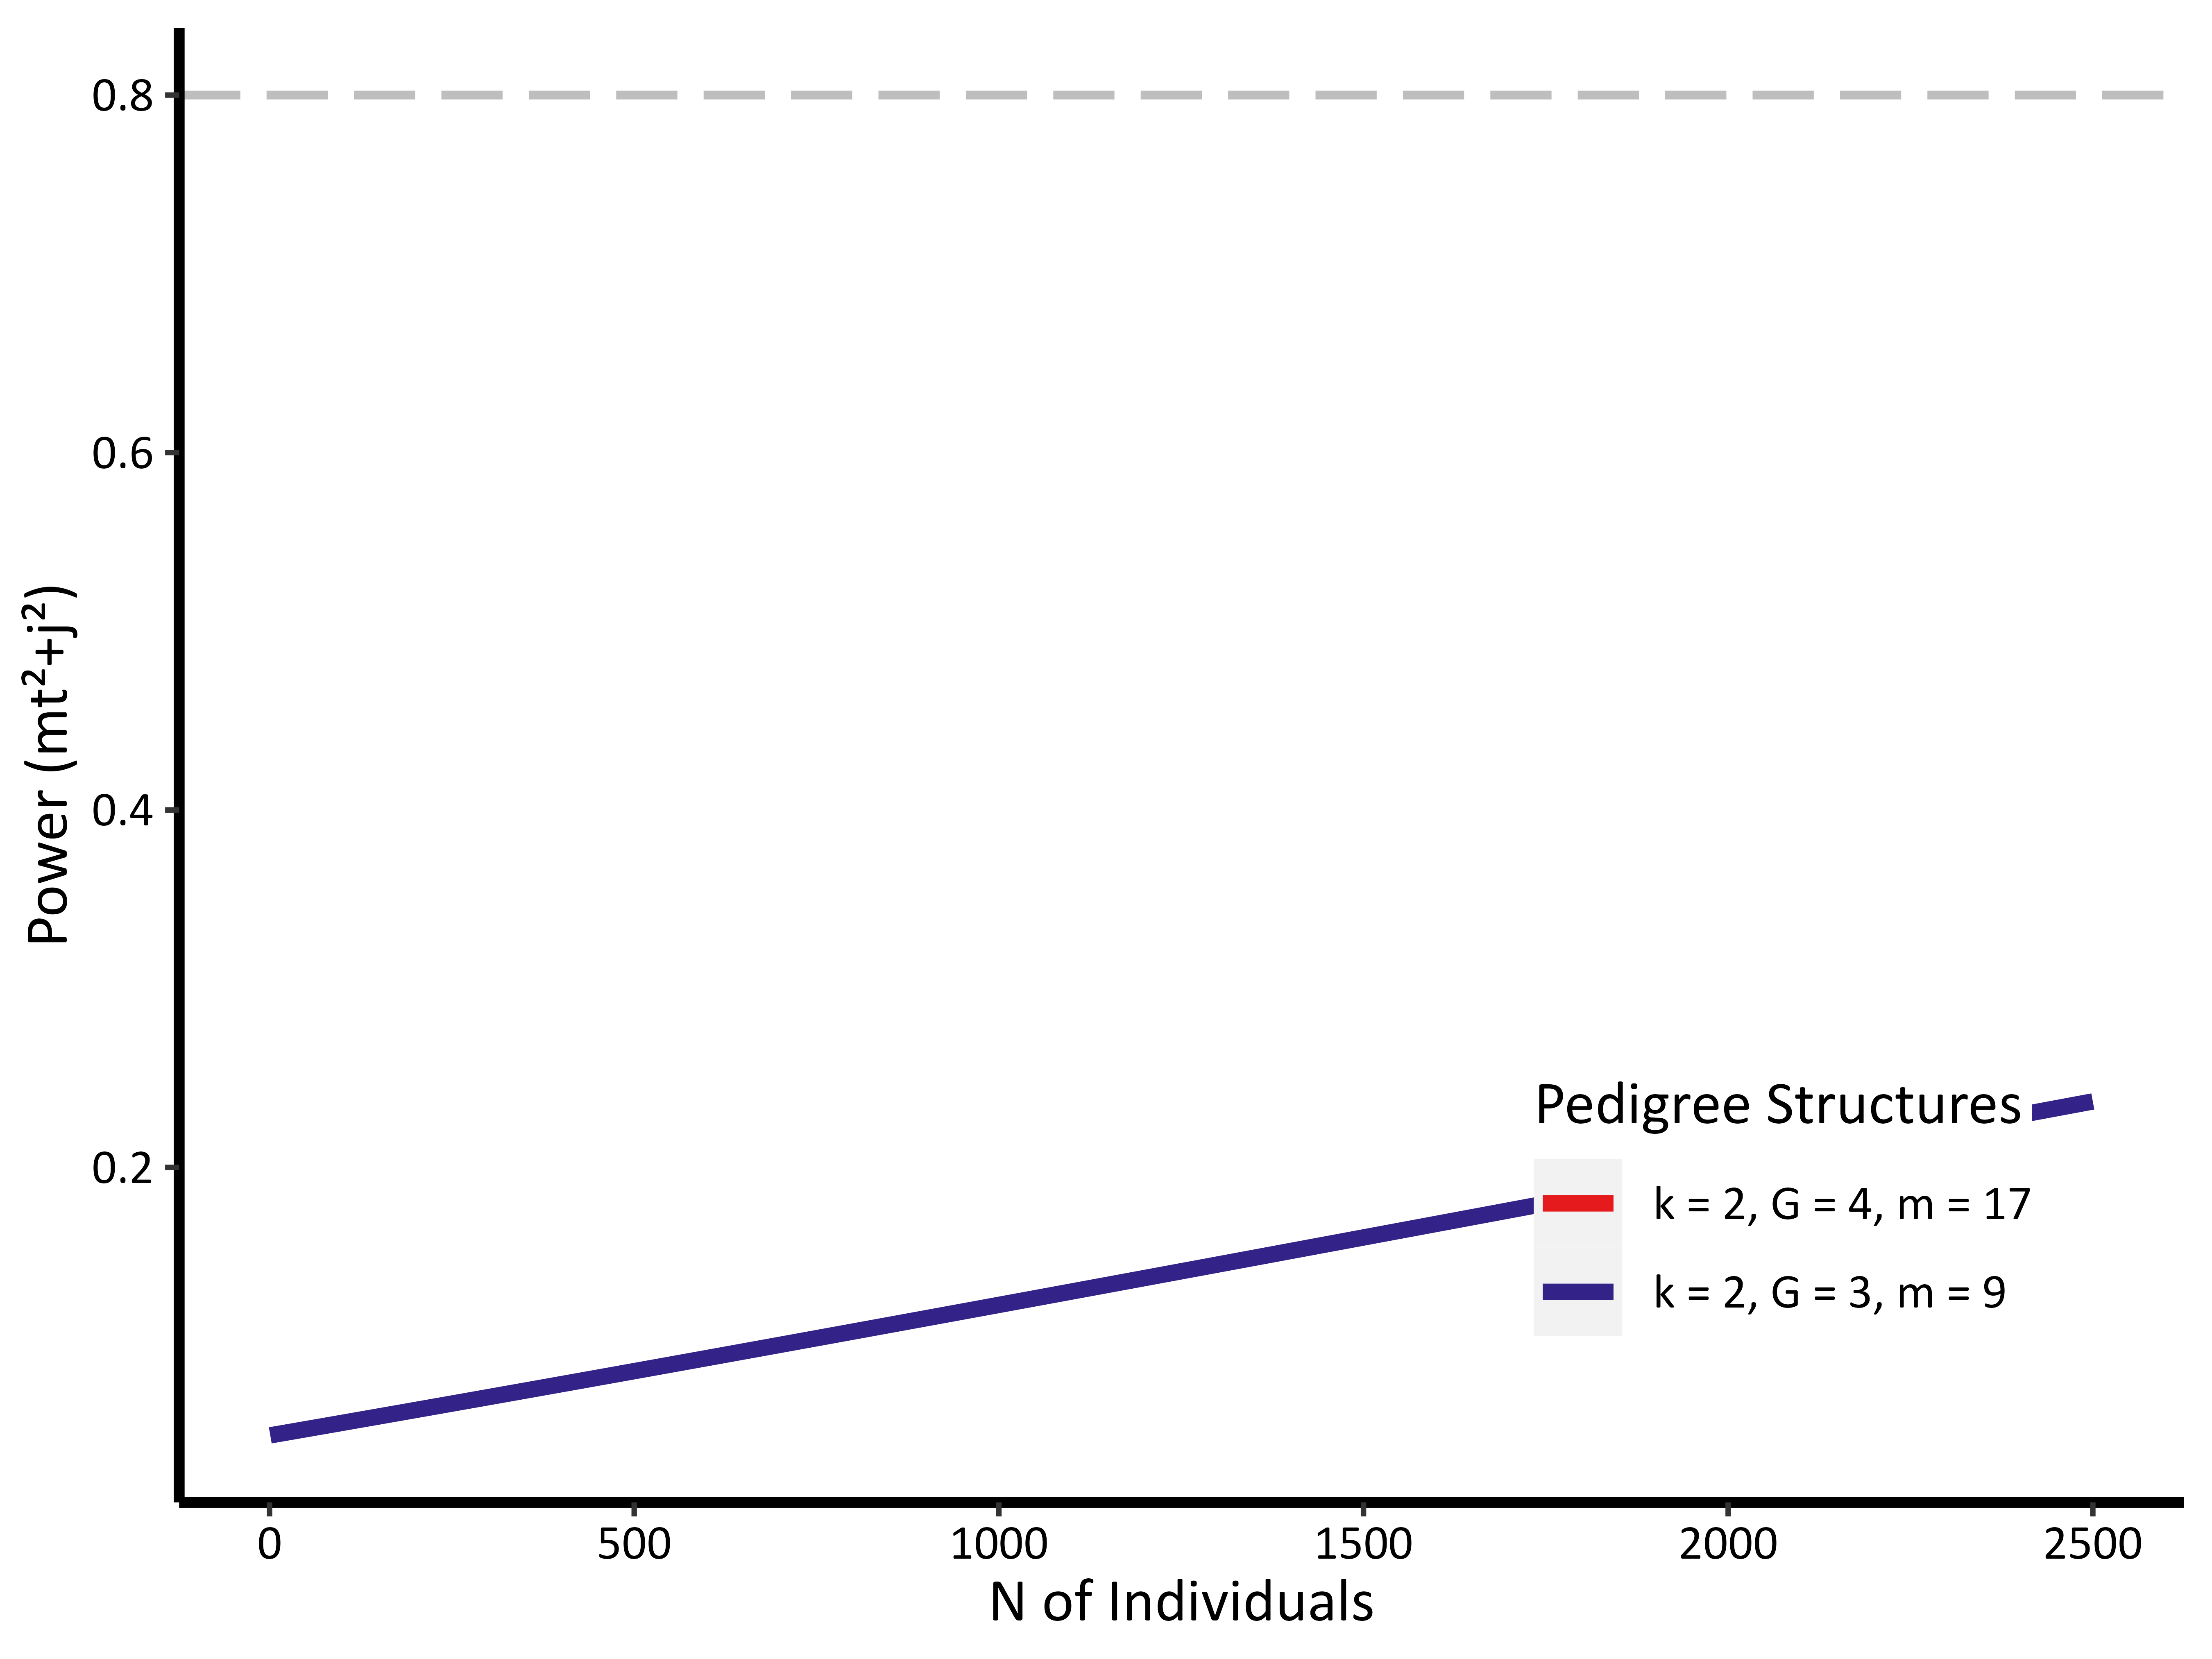 0.8
0.6
0.4
0.2
Power (mt²+j²)
Pedigree Structures
k = 2, G = 4, m = 17
k = 2, G = 3, m = 9
0 500 1000 1500 2000 2500
N of Individuals